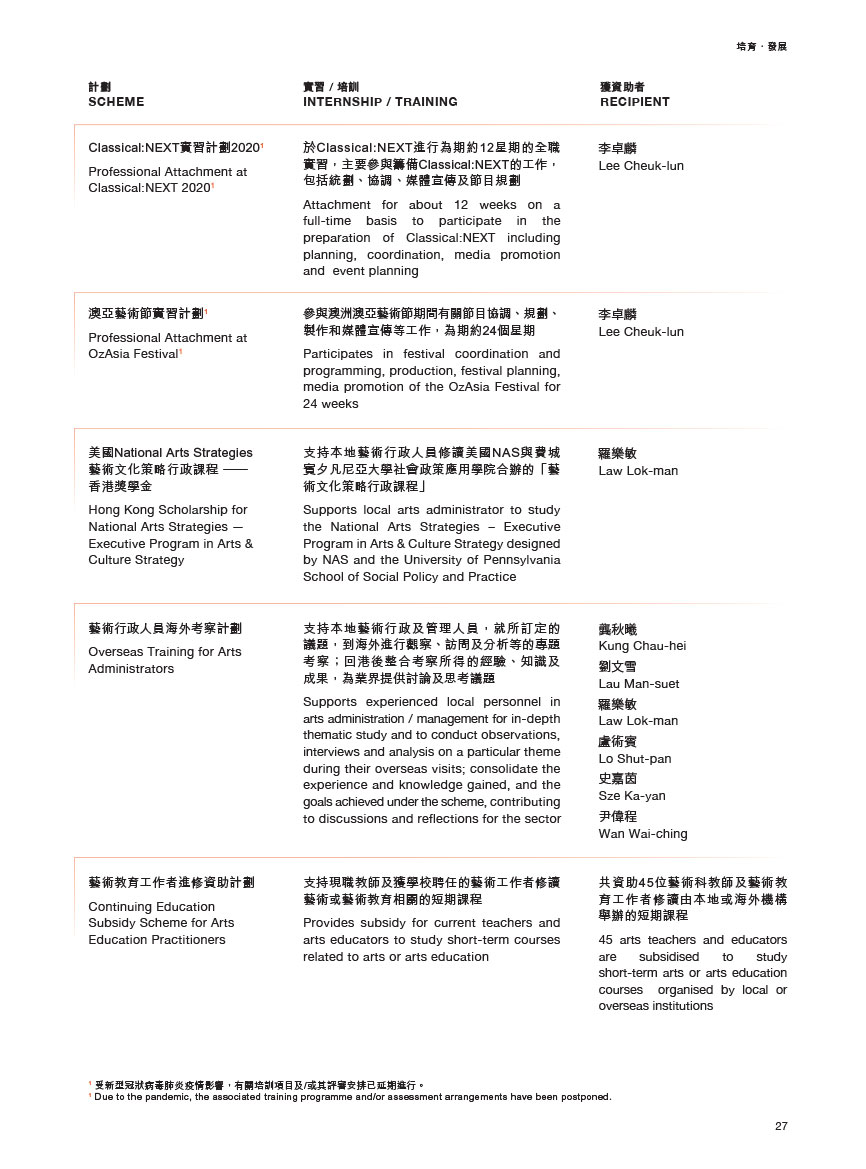 培育．發展
計劃
SCHEME
實習 / 培訓
INTERNSHIP / TRAINING
獲資助者
RECIPIENT
Classical:NEXT實習計劃2020¹
Professional Attachment at
Classical:NEXT 2020¹
於Classical:NEXT進行為期約12星期的全職
實習，主要參與籌備Classical:NEXT的工作，
包括統劃、協調、媒體宣傳及節目規劃
Attachment for about 12 weeks on a
full-time basis to participate in the
preparation of Classical:NEXT including
planning, coordination, media promotion
and event planning
李卓麟
Lee Cheuk-lun
澳亞藝術節實習計劃¹
Professional Attachment at
OzAsia Festival¹
參與澳洲澳亞藝術節期間有關節目協調、規劃、
製作和媒體宣傳等工作，為期約24個星期
Participates in festival coordination and
programming, production, festival planning,
media promotion of the OzAsia Festival for
24 weeks
李卓麟
Lee Cheuk-lun
美國National Arts Strategies
藝術文化策略行政課程 ——
香港獎學金
Hong Kong Scholarship for
National Arts Strategies —
Executive Program in Arts &
Culture Strategy
支持本地藝術行政人員修讀美國NAS與費城
賓夕凡尼亞大學社會政策應用學院合辦的「藝
術文化策略行政課程」
Supports local arts administrator to study
the National Arts Strategies – Executive
Program in Arts & Culture Strategy designed
by NAS and the University of Pennsylvania
School of Social Policy and Practice
羅樂敏
Law Lok-man
藝術行政人員海外考察計劃
Overseas Training for Arts
Administrators
支持本地藝術行政及管理人員，就所訂定的
議題，到海外進行觀察、訪問及分析等的專題
考察；回港後整合考察所得的經驗、知識及
成果，為業界提供討論及思考議題
Supports experienced local personnel in
arts administration / management for in-depth
thematic study and to conduct observations,
interviews and analysis on a particular theme
during their overseas visits; consolidate the
experience and knowledge gained, and the
goals achieved under the scheme, contributing
to discussions and reflections for the sector
龔秋曦
Kung Chau-hei
劉文雪
Lau Man-suet
羅樂敏
Law Lok-man
盧術賓
Lo Shut-pan
史嘉茵
Sze Ka-yan
尹偉程
Wan Wai-ching
藝術教育工作者進修資助計劃
Continuing Education
Subsidy Scheme for Arts
Education Practitioners
支持現職教師及獲學校聘任的藝術工作者修讀
藝術或藝術教育相關的短期課程
Provides subsidy for current teachers and
arts educators to study short-term courses
related to arts or arts education
共資助45位藝術科教師及藝術教
育工作者修讀由本地或海外機構
舉辦的短期課程
45 arts teachers and educators
are subsidised to study
short-term arts or arts education
courses organised by local or
overseas institutions
¹ 受新型冠狀病毒肺炎疫情影響，有關培訓項目及/或其評審安排已延期進行。
¹ Due to the pandemic, the associated training programme and/or assessment arrangements have been postponed.
27